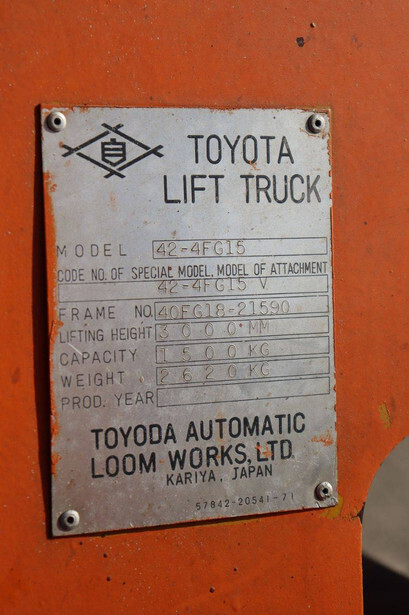 自
TOYOTA
LIFT TRUCK
MODEL 42-4FG15
CODE NO. OF SPECIAL MODEL, MODEL OF ATTACHMENT
42-4FG15 V
FRAME NO. 40FG18-21590
LIFTING HEIGHT 3000 MM
CAPACITY 1500 KG
WEIGHT 2620 KG
PROD. YEAR
TOYODA AUTOMATIC
LOOM WORKS, LTD.
KARIYA, JAPAN
57842-20541-71